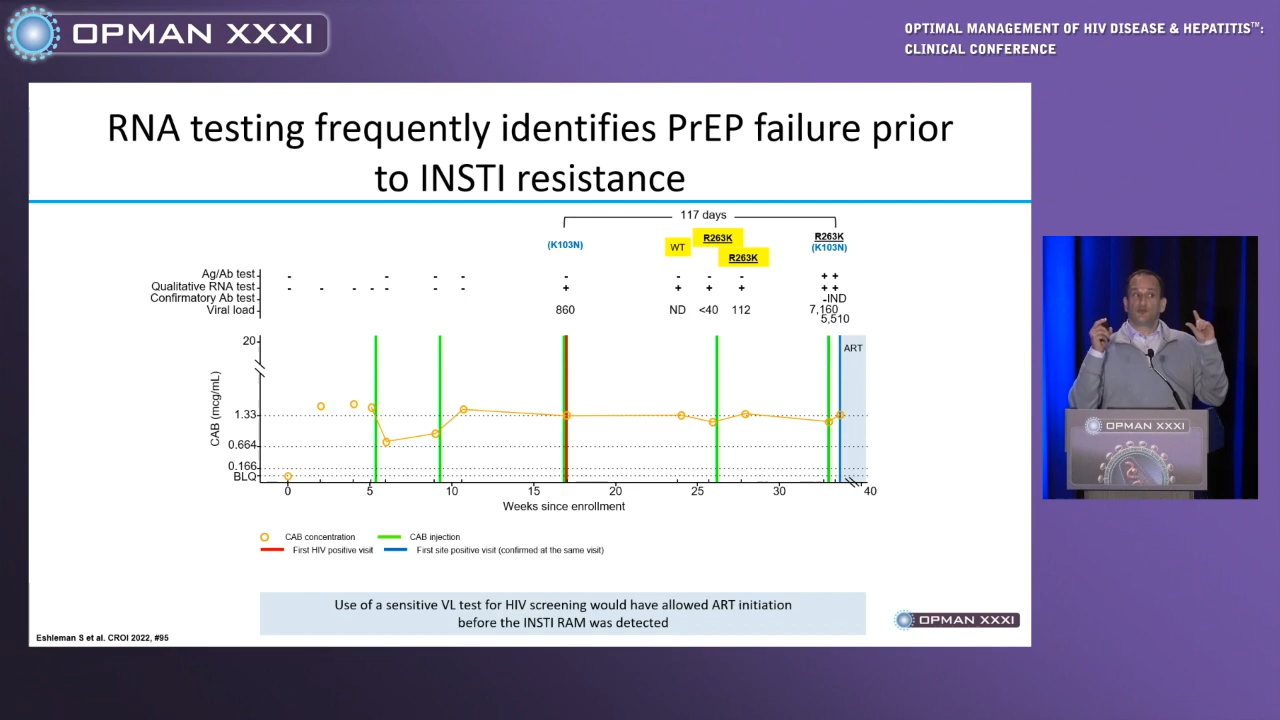 OPMAN XXXI
OPTIMAL MANAGEMENT OF HIV DISEASE & HEPATITIS™:
CLINICAL CONFERENCE
RNA testing frequently identifies PrEP failure prior
to INSTI resistance
117 days
(K103N)
WT
R263K
R263K
R263K
(K103N)
Ag/Ab test - - - - - - - - + +
Qualitative RNA test - - - - - - - + + + + + +
Confirmatory Ab test - IND
Viral load 860 ND <40 112 7,160
5,510
20
1.33
0.664
0.166
BLQ
CAB (mcg/mL)
ART
0 5 10 15 20 25 30 40
Weeks since enrollment
CAB concentration CAB injection
First HIV positive visit First site positive visit (confirmed at the same visit)
Use of a sensitive VL test for HIV screening would have allowed ART initiation
before the INSTI RAM was detected
OPMAN XXXI
Eshleman S et al. CROI 2022, #95
OPMAN XXXI